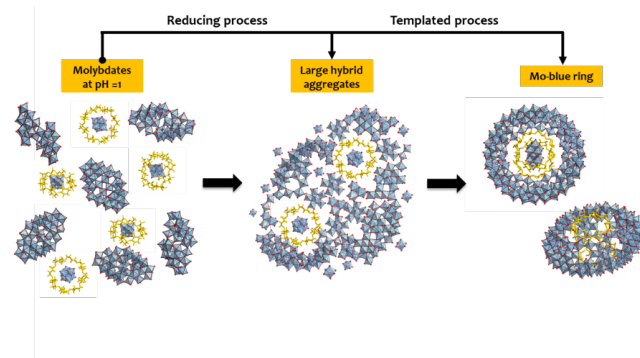 Reducing process
Templated process
Molybdates
at pH =1
Large hybrid
aggregates
Mo-blue ring